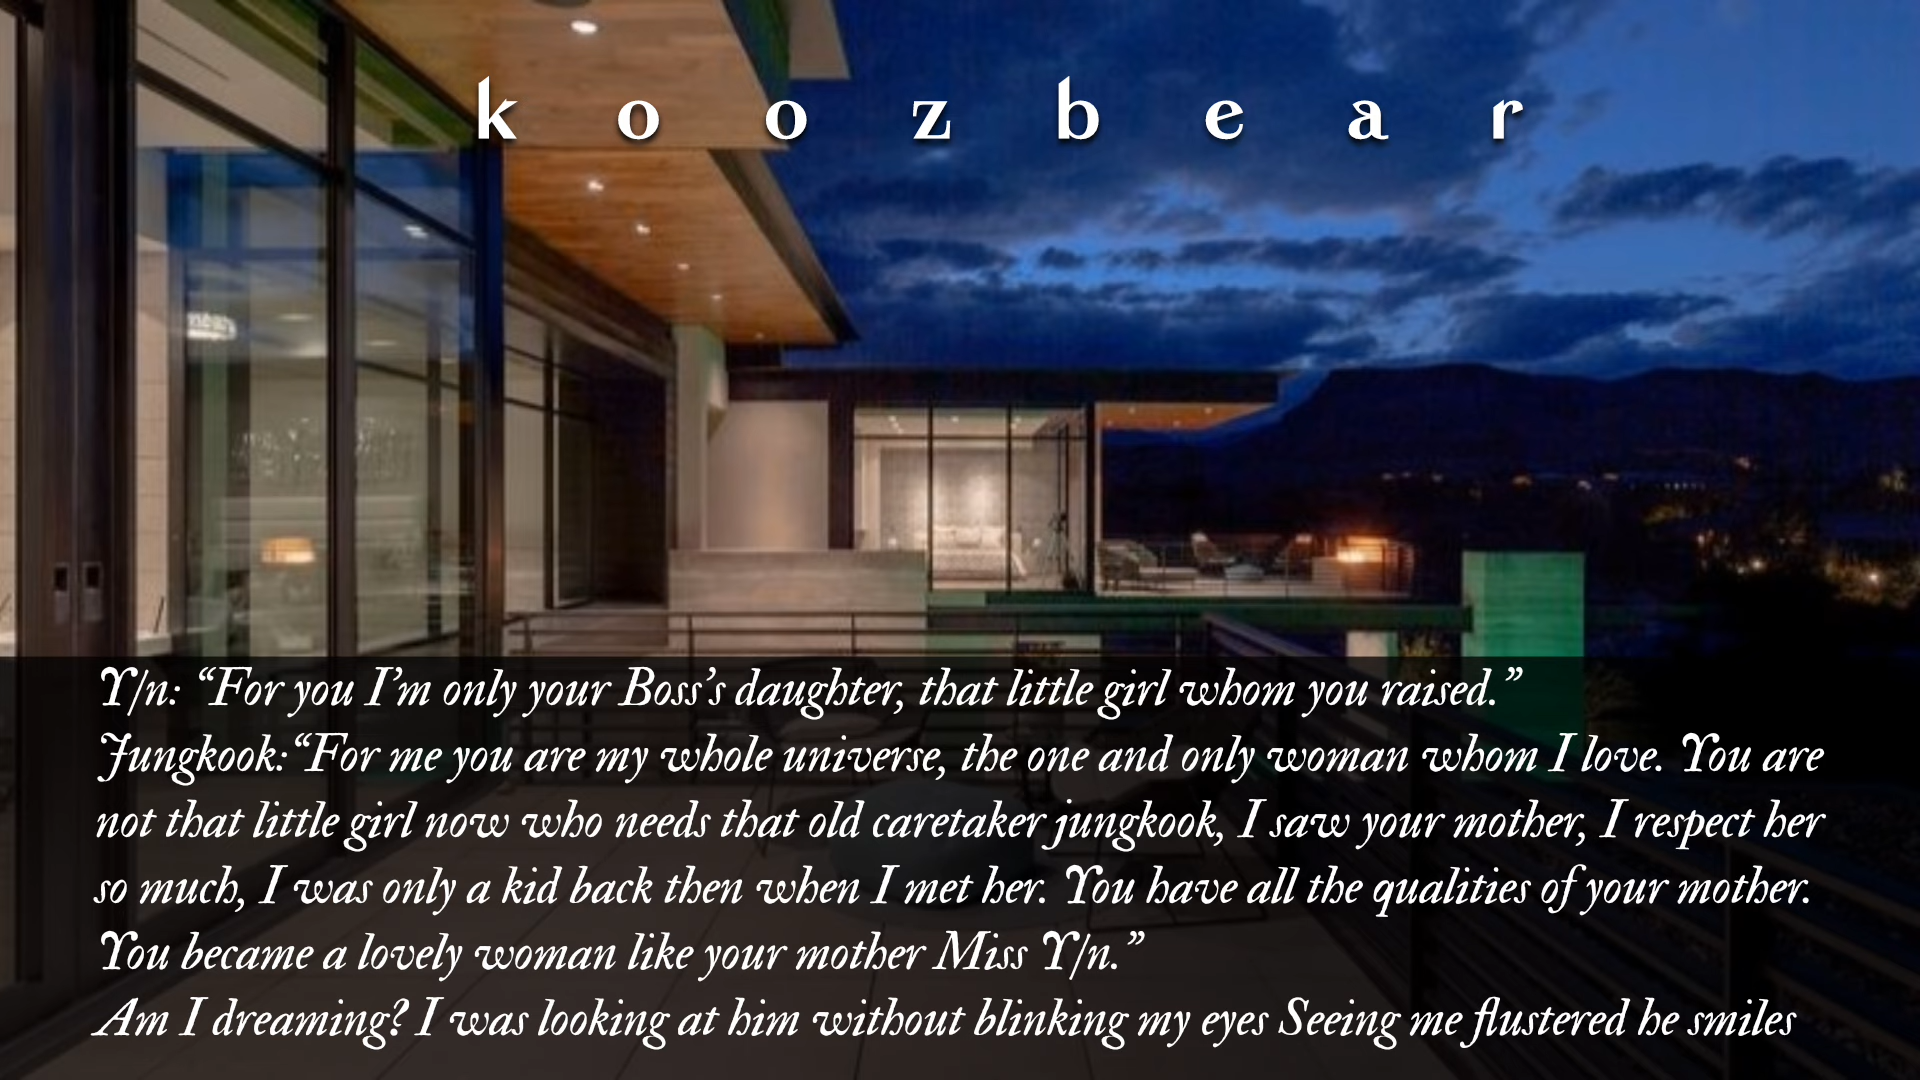 k o o z b e a r
Y/n: “For you I’m only your Boss’s daughter, that little girl whom you raised.”
Jungkook:“For me you are my whole universe, the one and only woman whom I love. You are
not that little girl now who needs that old caretaker jungkook, I saw your mother, I respect her
so much, I was only a kid back then when I met her. You have all the qualities of your mother.
You became a lovely woman like your mother Miss Y/n.”
Am I dreaming? I was looking at him without blinking my eyes Seeing me flustered he smiles